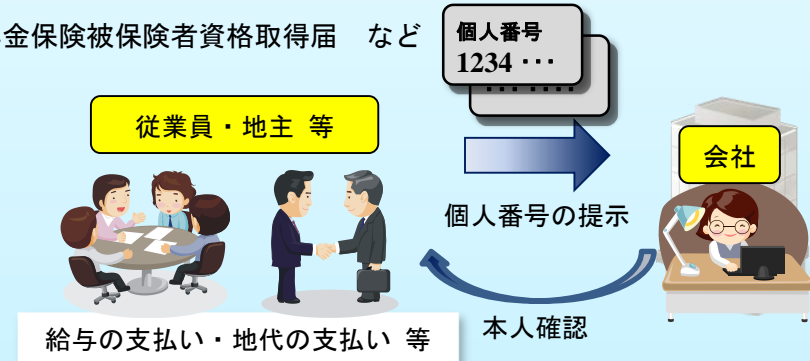 金保険被保険者資格取得届　など
個人番号
1234 ･･･
従業員・地主 等
会社
個人番号の提示
本人確認
給与の支払い・地代の支払い 等